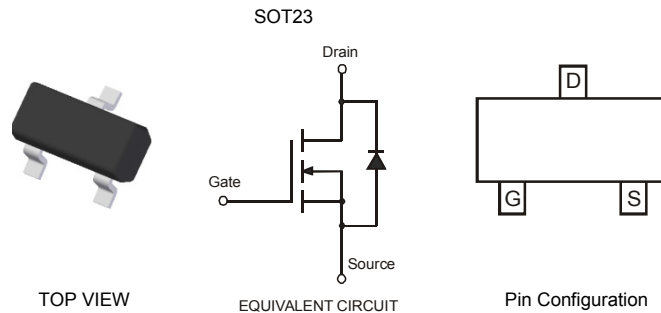 SOT23
Drain
Gate
Source
D
G
S
TOP VIEW
EQUIVALENT CIRCUIT
Pin Configuration